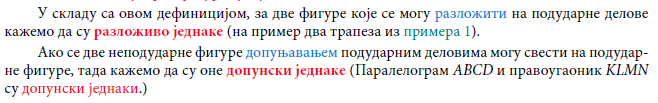 У складу са овом дефиницијом, за две фигуре које се могу разложити на подударне делове
кажемо да су разложиво једнаке (на пример два трапеза из примера 1).
Ако се две неподударне фигуре допуњавањем подударним деловима могу свести на подудар-
не фигуре, тада кажемо да су оне допунски једнаке (Паралелограм ABCD и правоугаоник KLMN
су допунски једнаки.)